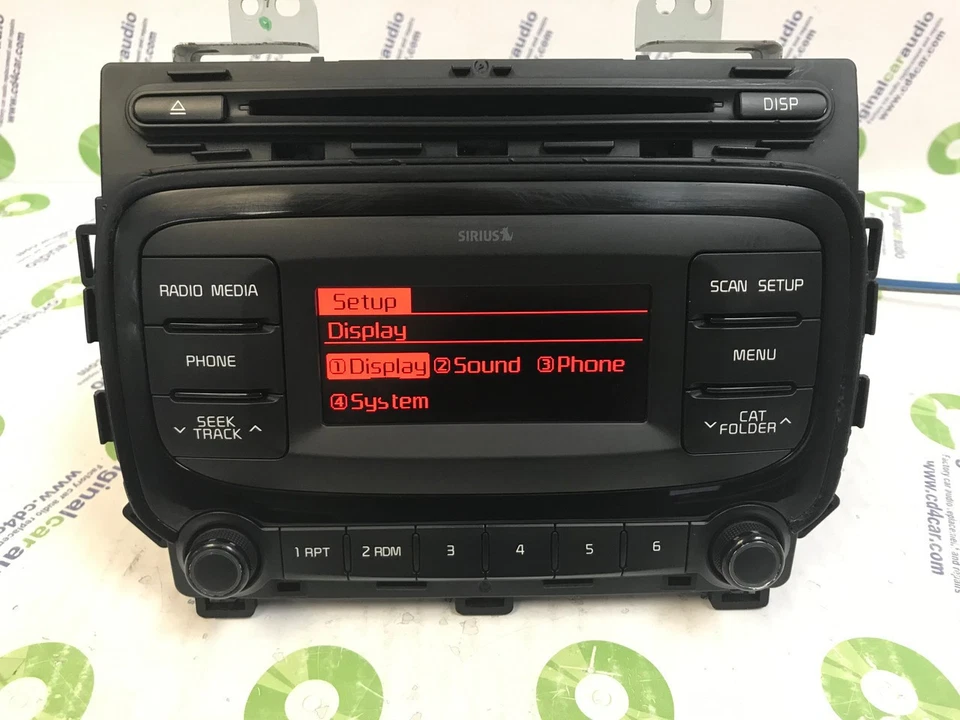 DISP
SIRIUS
RADIO MEDIA
SCAN SETUP
Setup
Display
①Display ②Sound ③Phone
④System
PHONE
MENU
SEEK
TRACK
CAT
FOLDER
1 RPT
2 RDM
3
4
5
6
originalcaraudio
www.cd4car.com